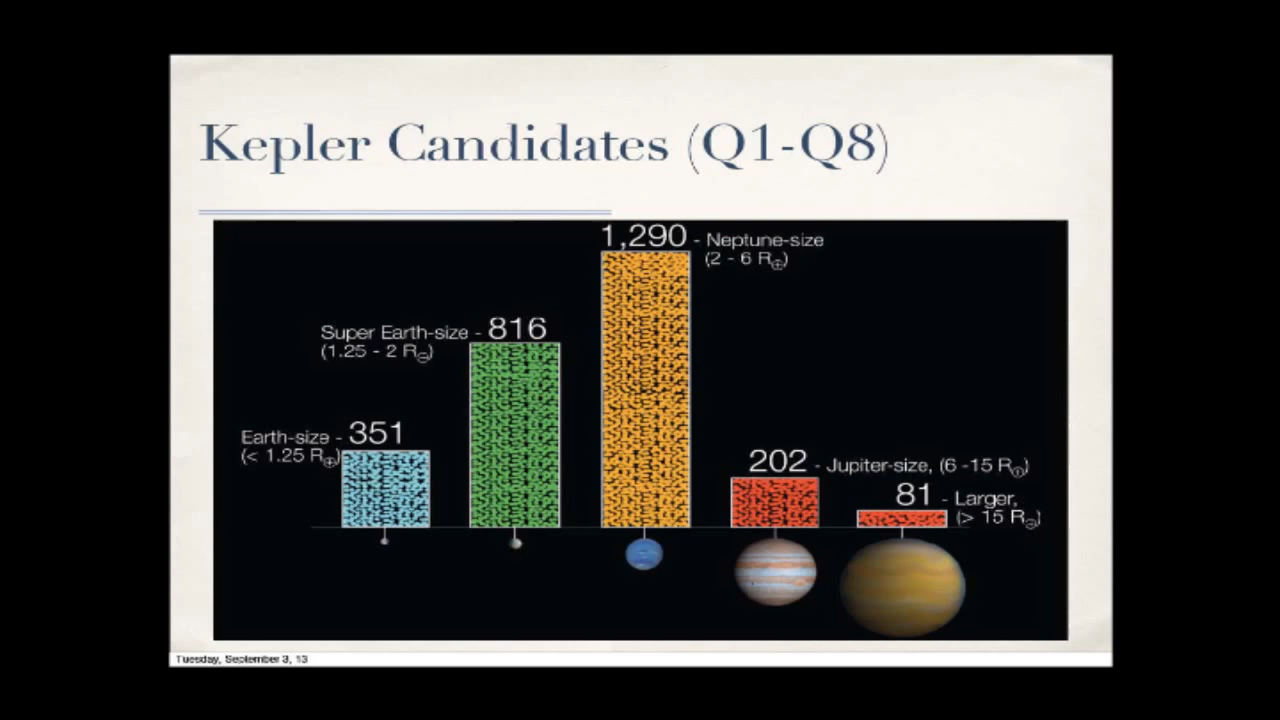 Kepler Candidates (Q1-Q8)
1,290 - Neptune-size
(2 - 6 R⊕)
Super Earth-size - 816
(1.25 - 2 R⊕)
Earth-size - 351
(< 1.25 R⊕)
202 - Jupiter-size, (6 -15 R⊕)
81 - Larger,
(> 15 R⊕)
Tuesday, September 3, 13